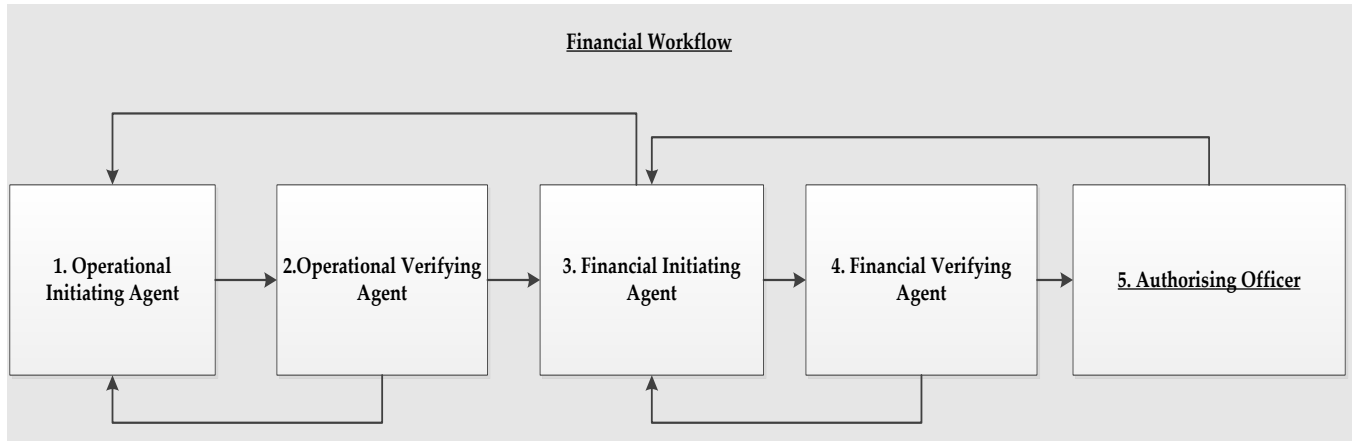 Financial Workflow
1. Operational
Initiating Agent
2.Operational Verifying
Agent
3. Financial Initiating
Agent
4. Financial Verifying
Agent
5. Authorising Officer